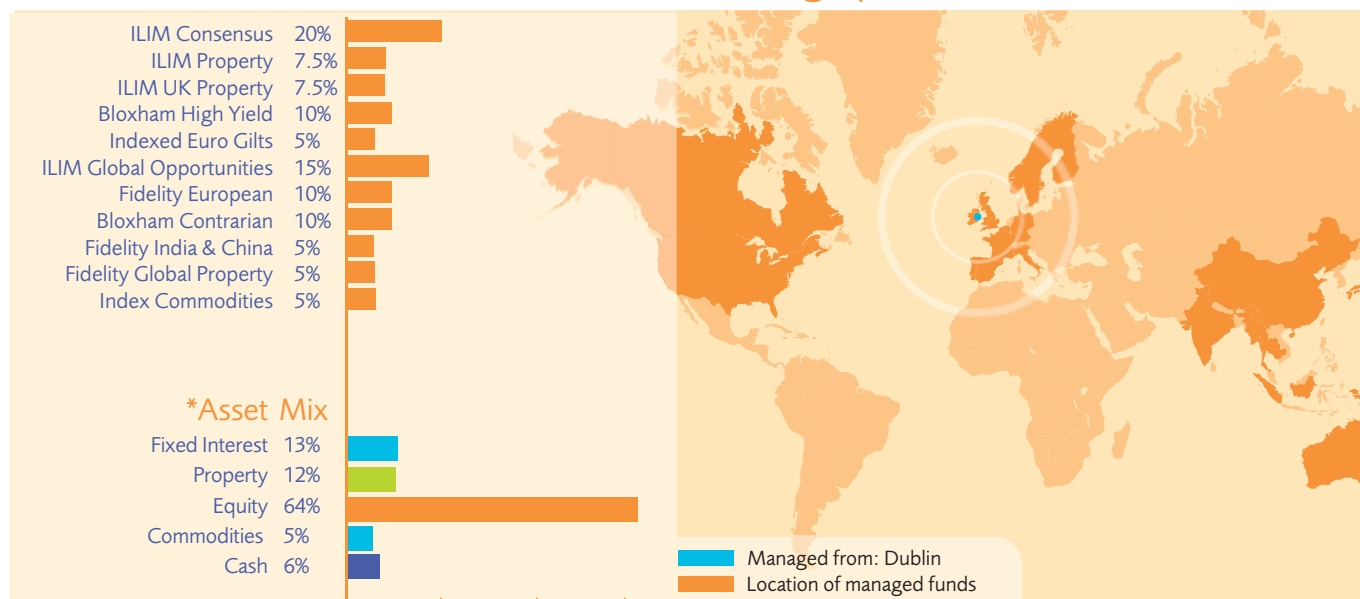 ILIM Consensus 20%
ILIM Property 7.5%
ILIM UK Property 7.5%
Bloxham High Yield 10%
Indexed Euro Gilts 5%
ILIM Global Opportunities 15%
Fidelity European 10%
Bloxham Contrarian 10%
Fidelity India & China 5%
Fidelity Global Property 5%
Index Commodities 5%
*Asset Mix
Fixed Interest 13%
Property 12%
Equity 64%
Commodities 5%
Cash 6%
Managed from: Dublin
Location of managed funds